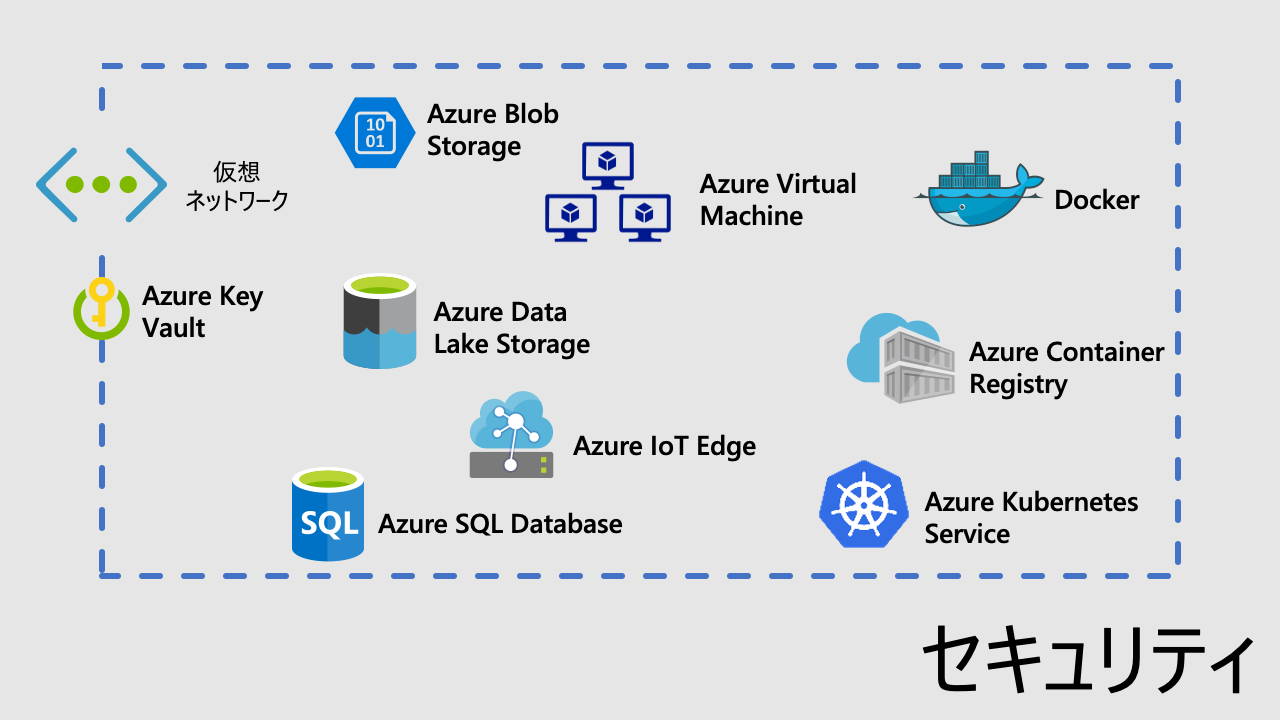 10
01
Azure Blob
Storage
仮想
ネットワーク
Azure Virtual
Machine
Docker
Azure Key
Vault
Azure Data
Lake Storage
Azure Container
Registry
Azure IoT Edge
SQL
Azure SQL Database
Azure Kubernetes
Service
セキュリティ